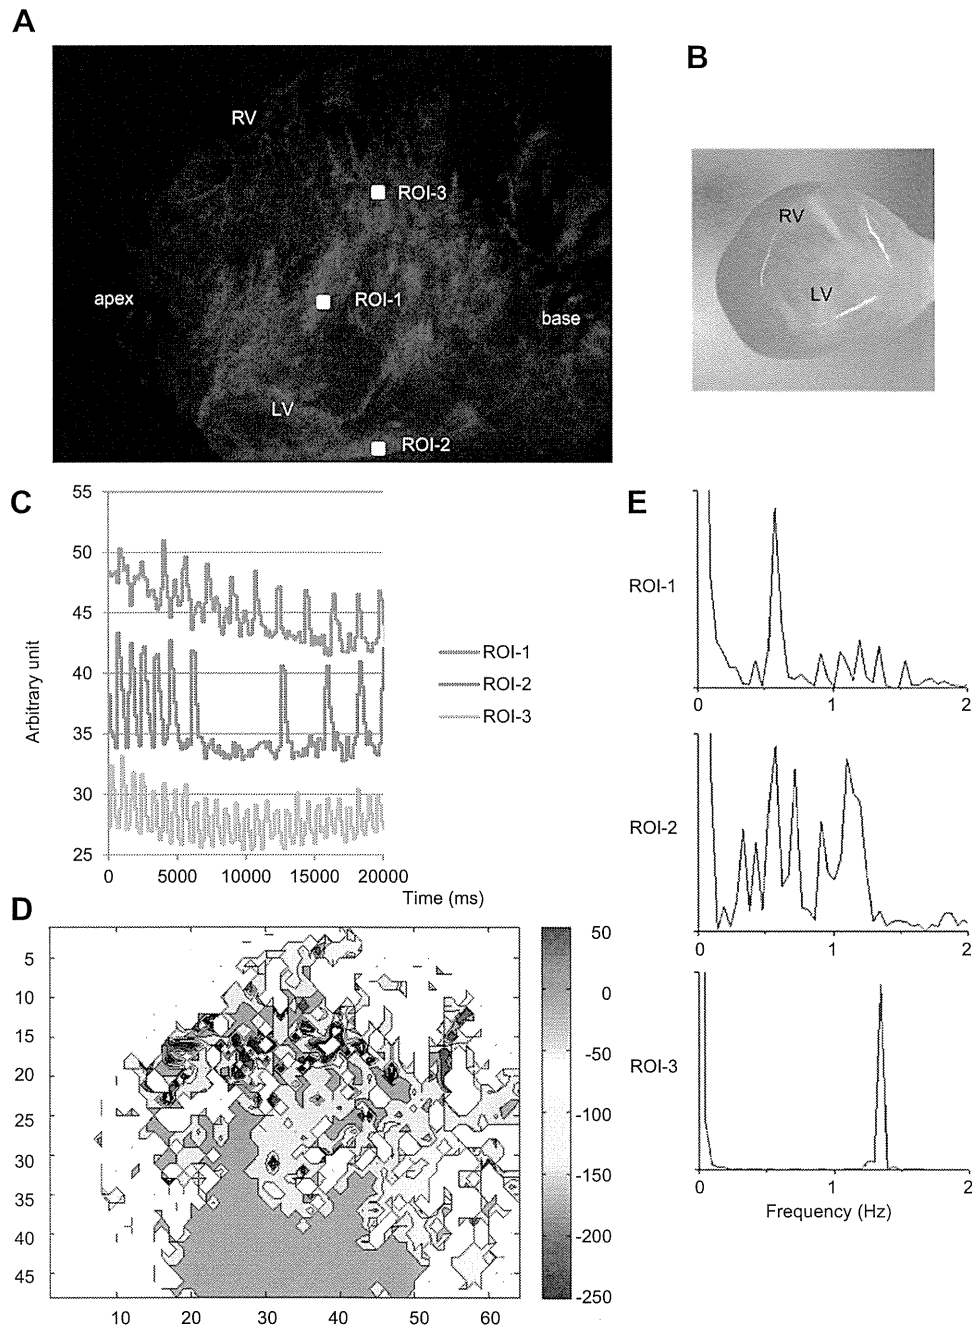 A
RV
ROI-3
apex
ROI-1
base
LV
ROI-2
B
RV
LV
C
55
50
45
40
35
30
25
Arbitrary unit
0 5000 10000 15000 20000
Time (ms)
ROI-1
ROI-2
ROI-3
D
5
10
15
20
25
30
35
40
45
10 20 30 40 50 60
50
0
-50
-100
-150
-200
-250
E
ROI-1
0 1 2
ROI-2
0 1 2
ROI-3
0 1 2
Frequency (Hz)